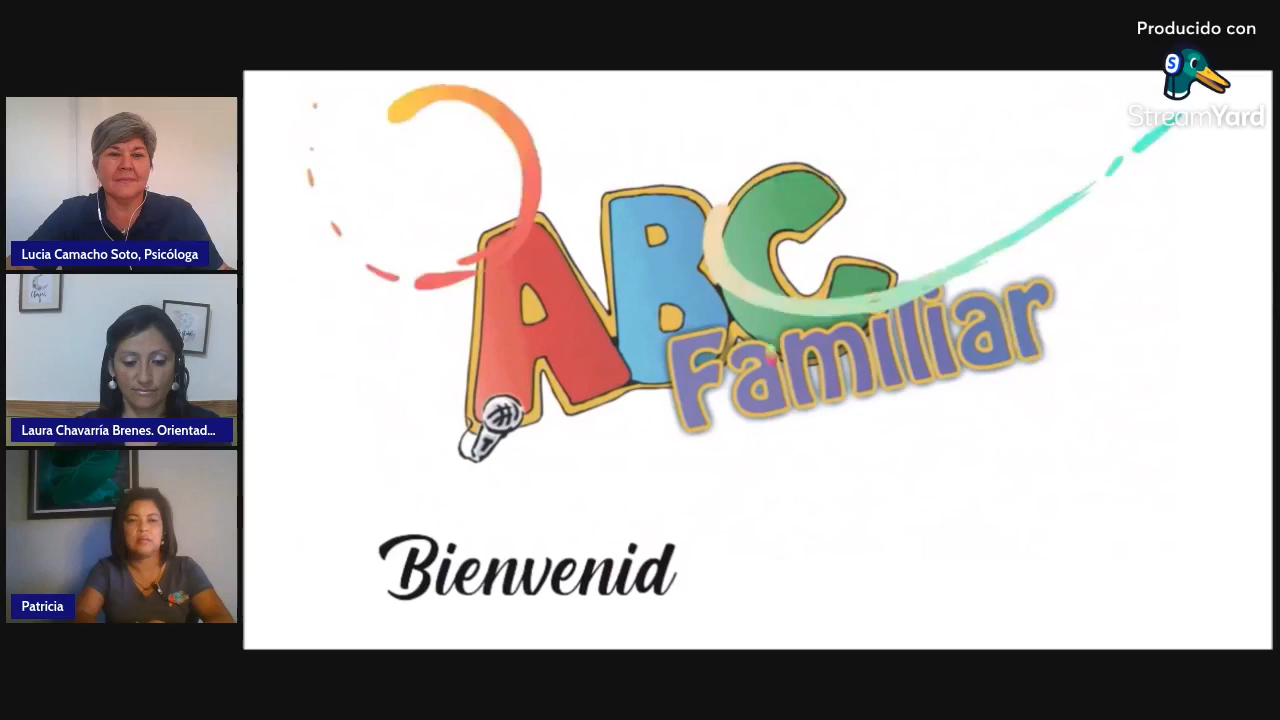 Producido con
StreamYard
Lucia Camacho Soto, Psicóloga
Laura Chavarría Brenes. Orientad...
Patricia
ABC
Familiar
Bienvenid